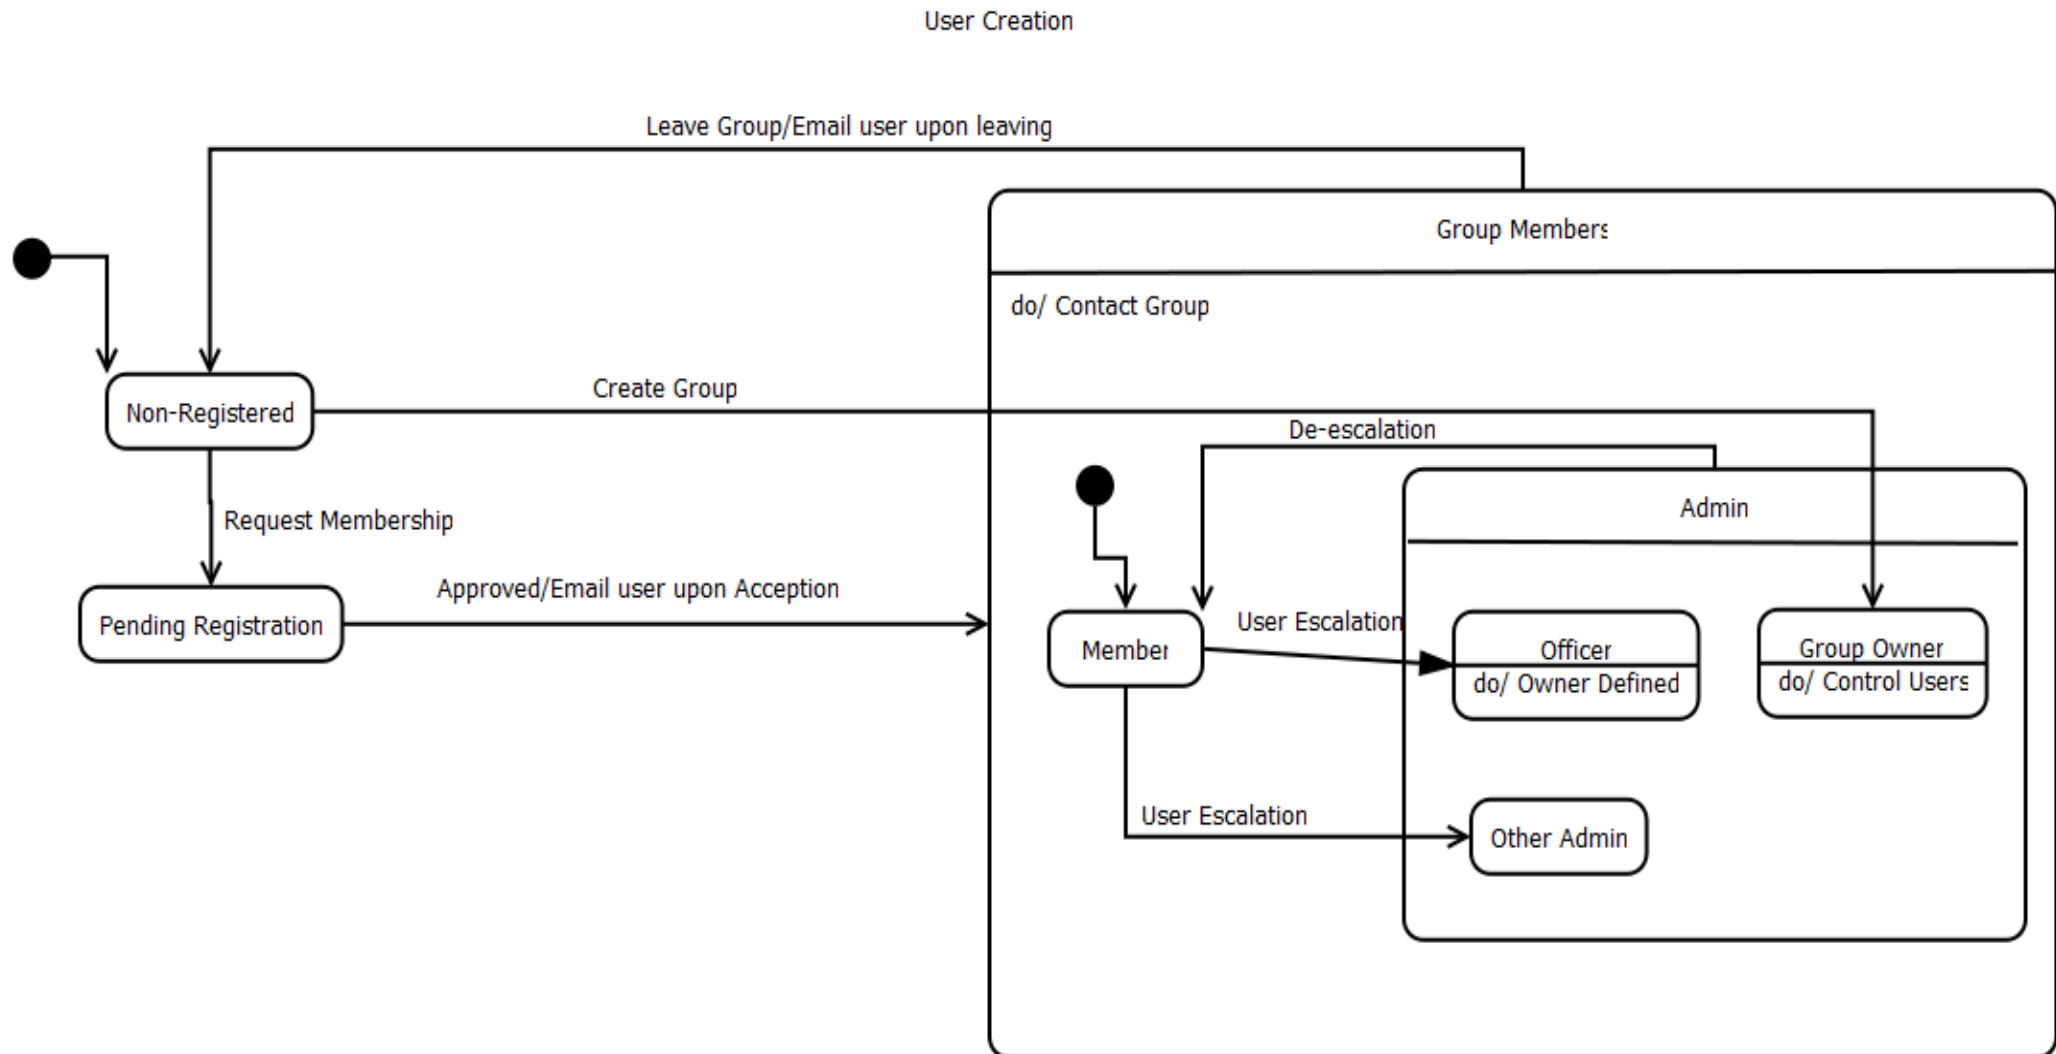 User Creation
Leave Group/Email user upon leaving
Group Members
do/ Contact Group
Non-Registered
Create Group
De-escalation
Admin
Request Membership
Approved/Email user upon Acception
Pending Registration
Member
User Escalation
Officer
do/ Owner Defined
Group Owner
do/ Control Users
User Escalation
Other Admin